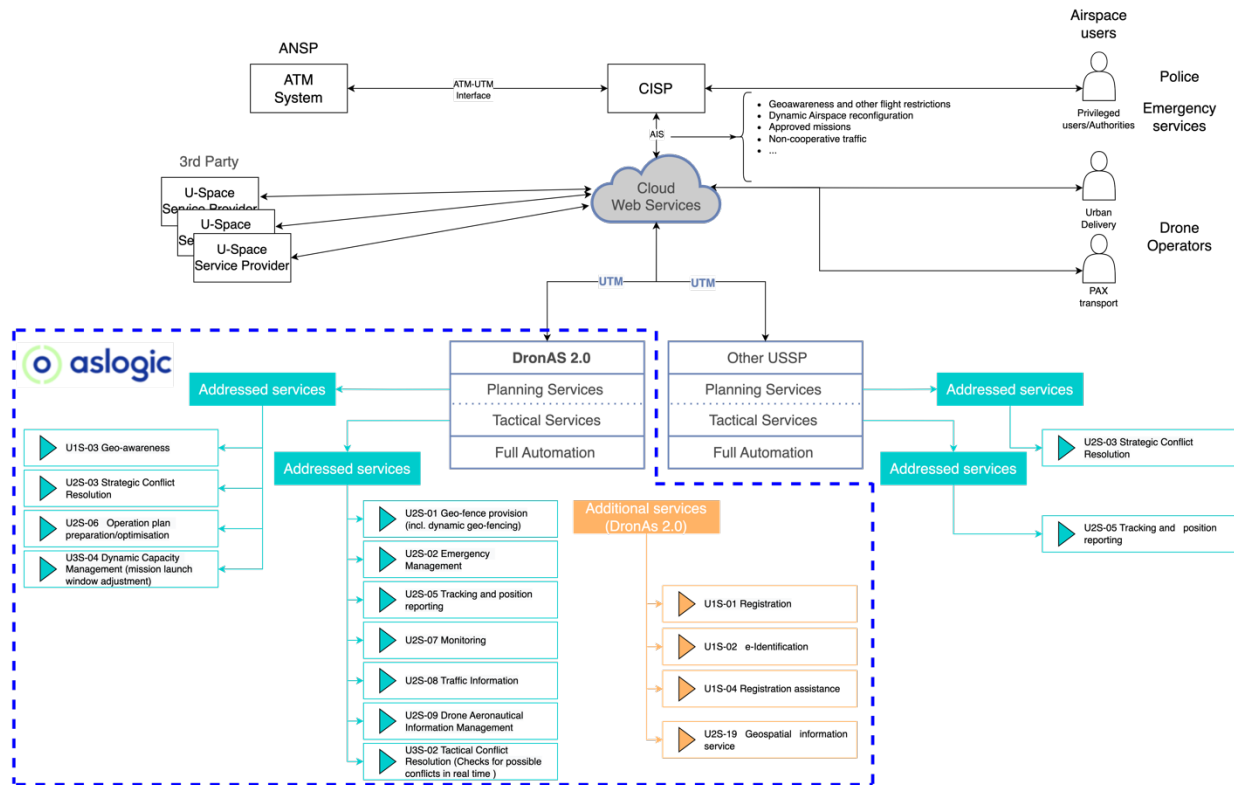 Airspace
users
ANSP
ATM
System
ATM-UTM
Interface
CISP
Police
Emergency
services
Privileged
users/Authorities
AIS
• Geoawareness and other flight restrictions
• Dynamic Airspace reconfiguration
• Approved missions
• Non-cooperative traffic
• ...
3rd Party
U-Space
Service Provider
U-Space
Se
U-Space
Service Provider
Cloud
Web Services
Urban
Delivery
Drone
Operators
PAX
transport
UTM
UTM
aslogic
DronAS 2.0
Planning Services
Tactical Services
Full Automation
Other USSP
Planning Services
Tactical Services
Full Automation
Addressed services
U1S-03 Geo-awareness
U2S-03 Strategic Conflict
Resolution
U2S-06 Operation plan
preparation/optimisation
U3S-04 Dynamic Capacity
Management (mission launch
window adjustment)
Addressed services
U2S-01 Geo-fence provision
(incl. dynamic geo-fencing)
U2S-02 Emergency
Management
U2S-05 Tracking and position
reporting
U2S-07 Monitoring
U2S-08 Traffic Information
U2S-09 Drone Aeronautical
Information Management
U3S-02 Tactical Conflict
Resolution (Checks for possible
conflicts in real time )
Additional services
(DronAs 2.0)
U1S-01 Registration
U1S-02 e-Identification
U1S-04 Registration assistance
U2S-19 Geospatial information
service
Addressed services
U2S-03 Strategic Conflict
Resolution
Addressed services
U2S-05 Tracking and position
reporting